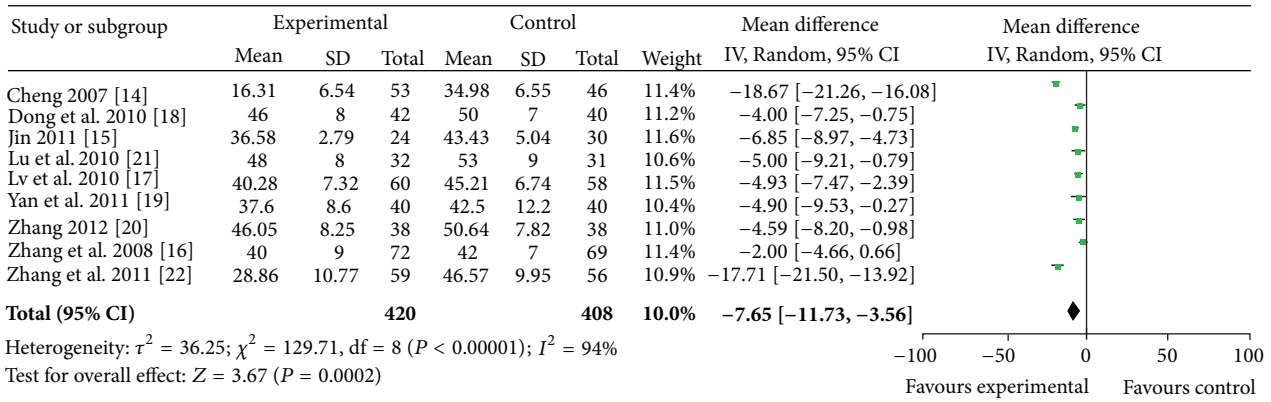 Study or subgroup Experimental Control Mean difference Mean difference
Mean SD Total Mean SD Total Weight IV, Random, 95% CI IV, Random, 95% CI
Cheng 2007 [14] 16.31 6.54 53 34.98 6.55 46 11.4% −18.67 [−21.26, −16.08]
Dong et al. 2010 [18] 46 8 42 50 7 40 11.2% −4.00 [−7.25, −0.75]
Jin 2011 [15] 36.58 2.79 24 43.43 5.04 30 11.6% −6.85 [−8.97, −4.73]
Lu et al. 2010 [21] 48 8 32 53 9 31 10.6% −5.00 [−9.21, −0.79]
Lv et al. 2010 [17] 40.28 7.32 60 45.21 6.74 58 11.5% −4.93 [−7.47, −2.39]
Yan et al. 2011 [19] 37.6 8.6 40 42.5 12.2 40 10.4% −4.90 [−9.53, −0.27]
Zhang 2012 [20] 46.05 8.25 38 50.64 7.82 38 11.0% −4.59 [−8.20, −0.98]
Zhang et al. 2008 [16] 40 9 72 42 7 69 11.4% −2.00 [−4.66, 0.66]
Zhang et al. 2011 [22] 28.86 10.77 59 46.57 9.95 56 10.9% −17.71 [−21.50, −13.92]
Total (95% CI) 420 408 10.0% −7.65 [−11.73, −3.56]
Heterogeneity: τ² = 36.25; χ² = 129.71, df = 8 (P < 0.00001); I² = 94%
Test for overall effect: Z = 3.67 (P = 0.0002)
−100 −50 0 50 100
Favours experimental Favours control